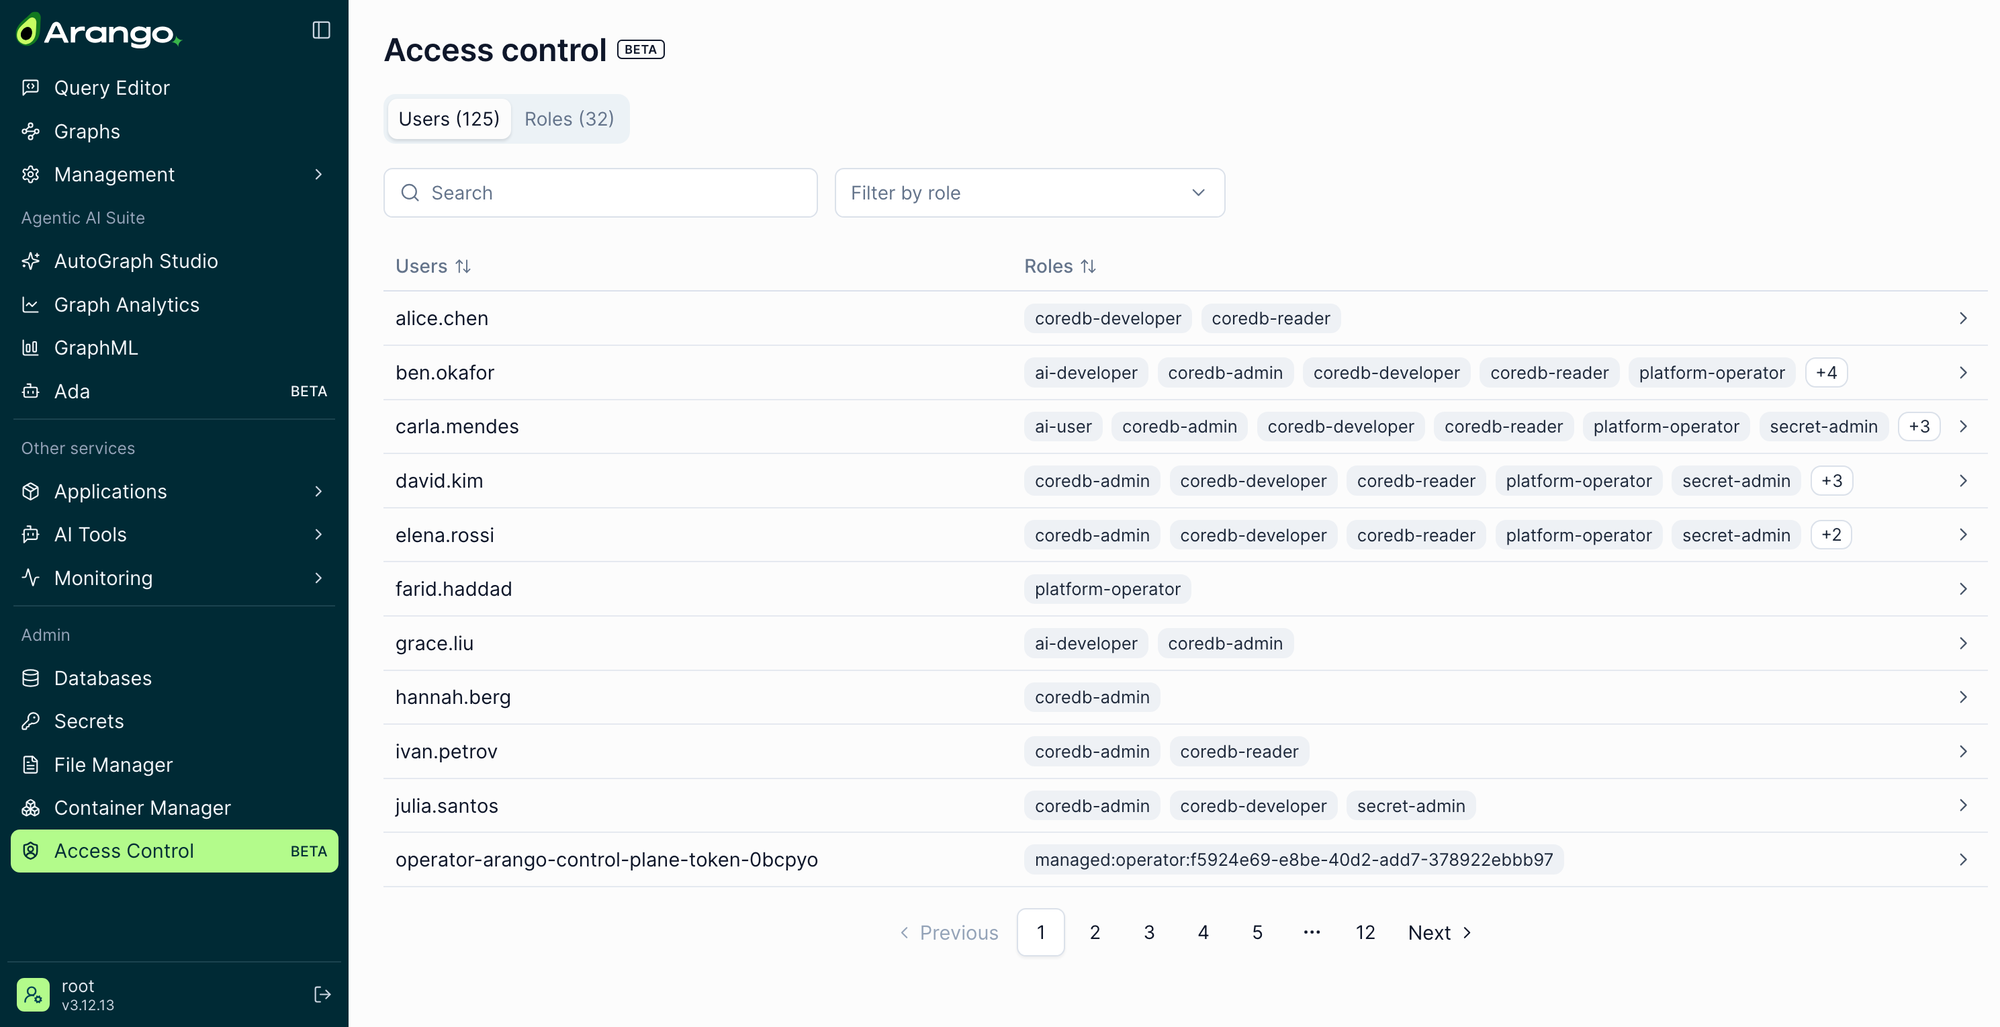 Arango
Query Editor
Graphs
Management
Agentic AI Suite
AutoGraph Studio
Graph Analytics
GraphML
Ada BETA
Other services
Applications
AI Tools
Monitoring
Admin
Databases
Secrets
File Manager
Container Manager
Access Control BETA
root
v3.12.13
Access control BETA
Users (125) Roles (32)
Search Filter by role
Users Roles
alice.chen coredb-developer coredb-reader
ben.okafor ai-developer coredb-admin coredb-developer coredb-reader platform-operator +4
carla.mendes ai-user coredb-admin coredb-developer coredb-reader platform-operator secret-admin +3
david.kim coredb-admin coredb-developer coredb-reader platform-operator secret-admin +3
elena.rossi coredb-admin coredb-developer coredb-reader platform-operator secret-admin +2
farid.haddad platform-operator
grace.liu ai-developer coredb-admin
hannah.berg coredb-admin
ivan.petrov coredb-admin coredb-reader
julia.santos coredb-admin coredb-developer secret-admin
operator-arango-control-plane-token-0bcpyo managed:operator:f5924e69-e8be-40d2-add7-378922ebbb97
Previous 1 2 3 4 5 ••• 12 Next